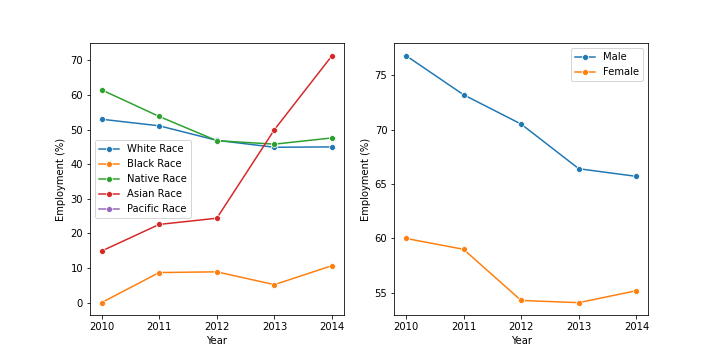 70
60
50
40
30
20
10
0
Employment (%)
White Race
Black Race
Native Race
Asian Race
Pacific Race
2010 2011 2012 2013 2014
Year
75
70
65
60
55
Employment (%)
Male
Female
2010 2011 2012 2013 2014
Year